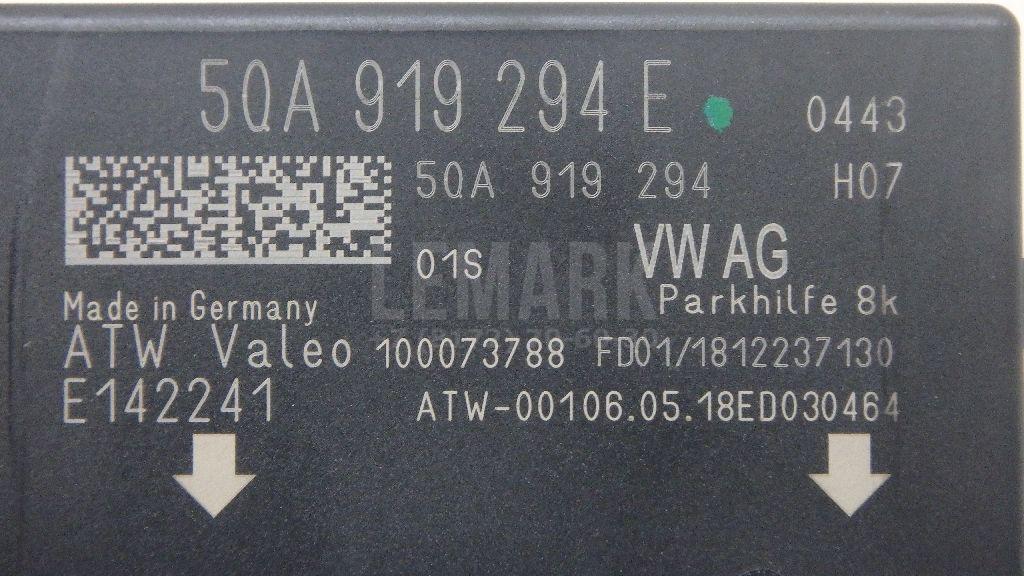 5QA 919 294 E 0443
5QA 919 294 H07
01S VW AG
LEMARK
Made in Germany Parkhilfe 8k
ATW Valeo 100073788 FD01/1812237130
E142241 ATW-00106.05.18ED030464